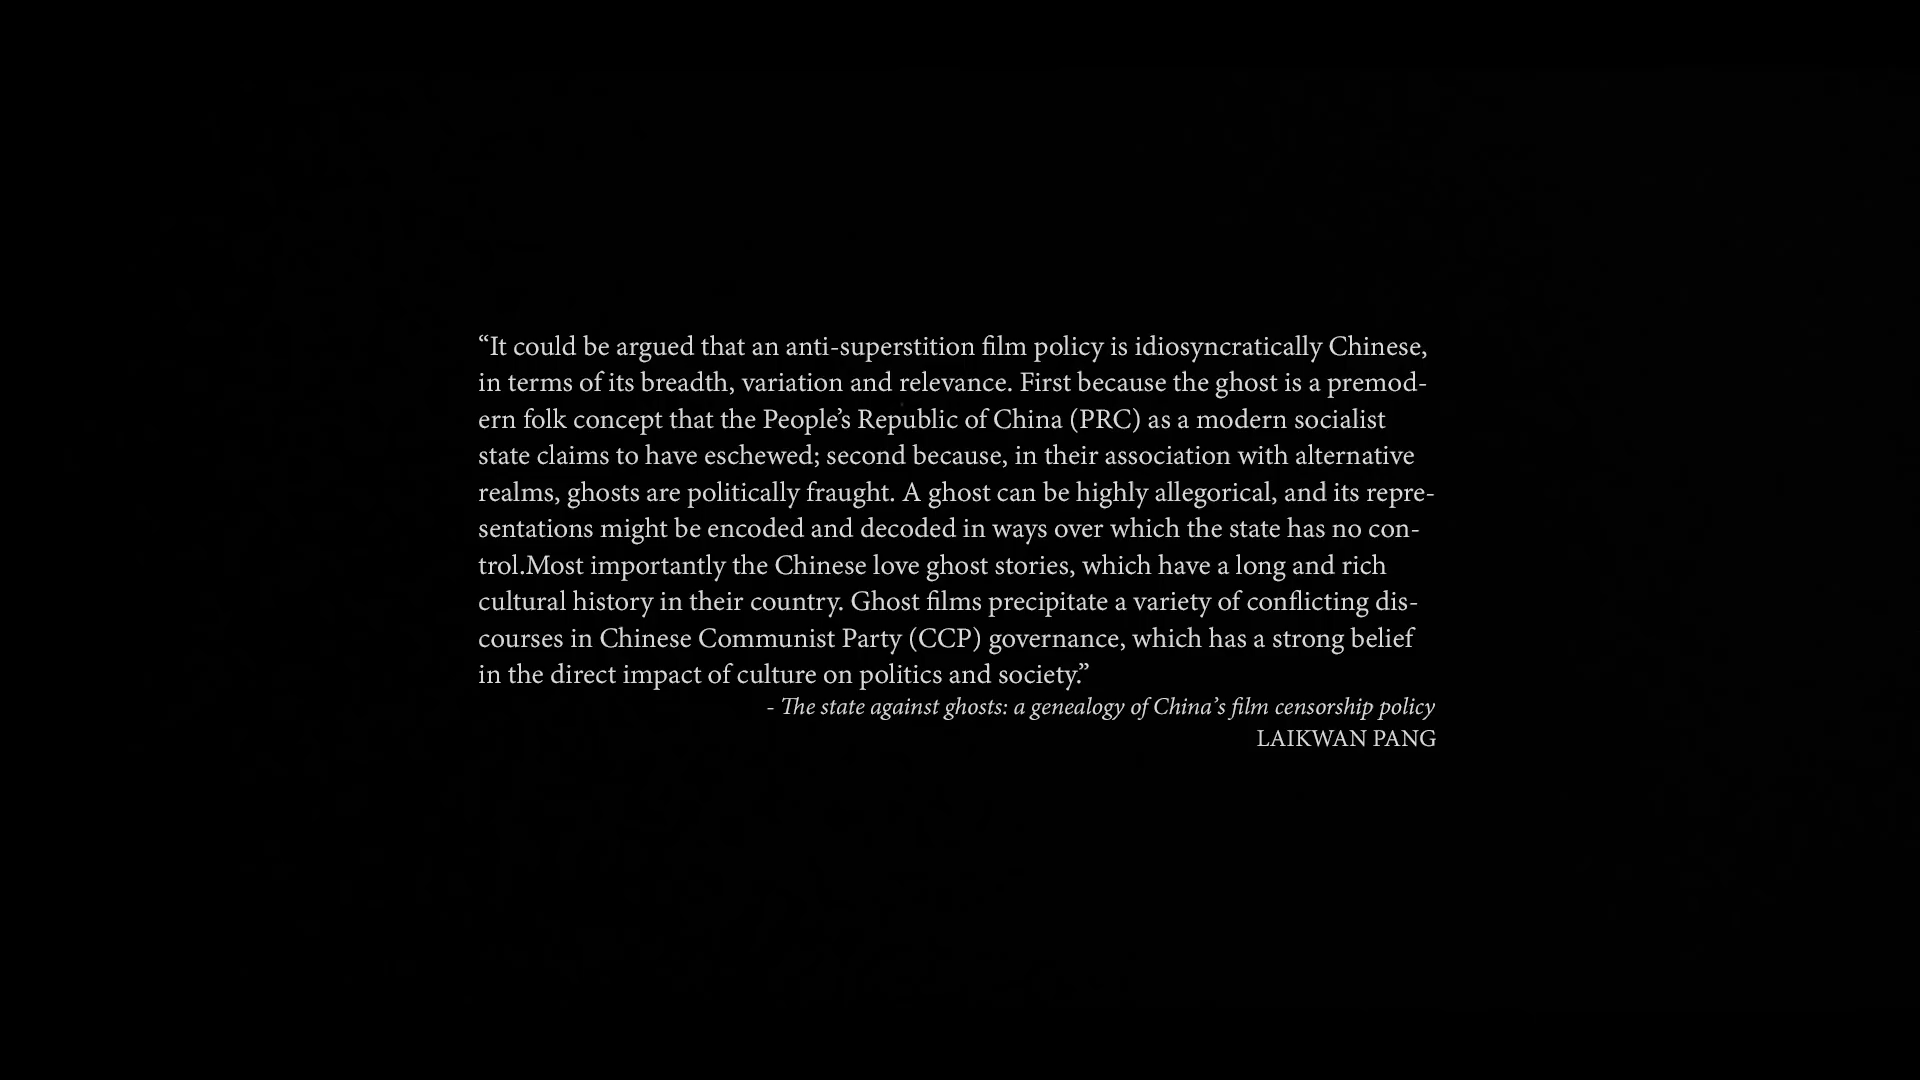 “It could be argued that an anti-superstition film policy is idiosyncratically Chinese,
in terms of its breadth, variation and relevance. First because the ghost is a premod-
ern folk concept that the People’s Republic of China (PRC) as a modern socialist
state claims to have eschewed; second because, in their association with alternative
realms, ghosts are politically fraught. A ghost can be highly allegorical, and its repre-
sentations might be encoded and decoded in ways over which the state has no con-
trol.Most importantly the Chinese love ghost stories, which have a long and rich
cultural history in their country. Ghost films precipitate a variety of conflicting dis-
courses in Chinese Communist Party (CCP) governance, which has a strong belief
in the direct impact of culture on politics and society.”
- The state against ghosts: a genealogy of China’s film censorship policy
LAIKWAN PANG